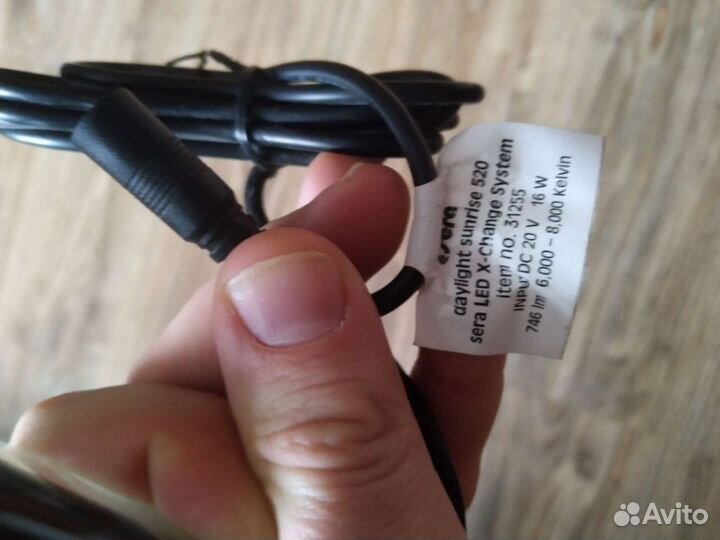 sera
daylight sunrise 520
sera LED X-Change System
item no. 31255
INPUT DC 20 V 16 W
746 lm 6,000 – 8,000 Kelvin
Avito